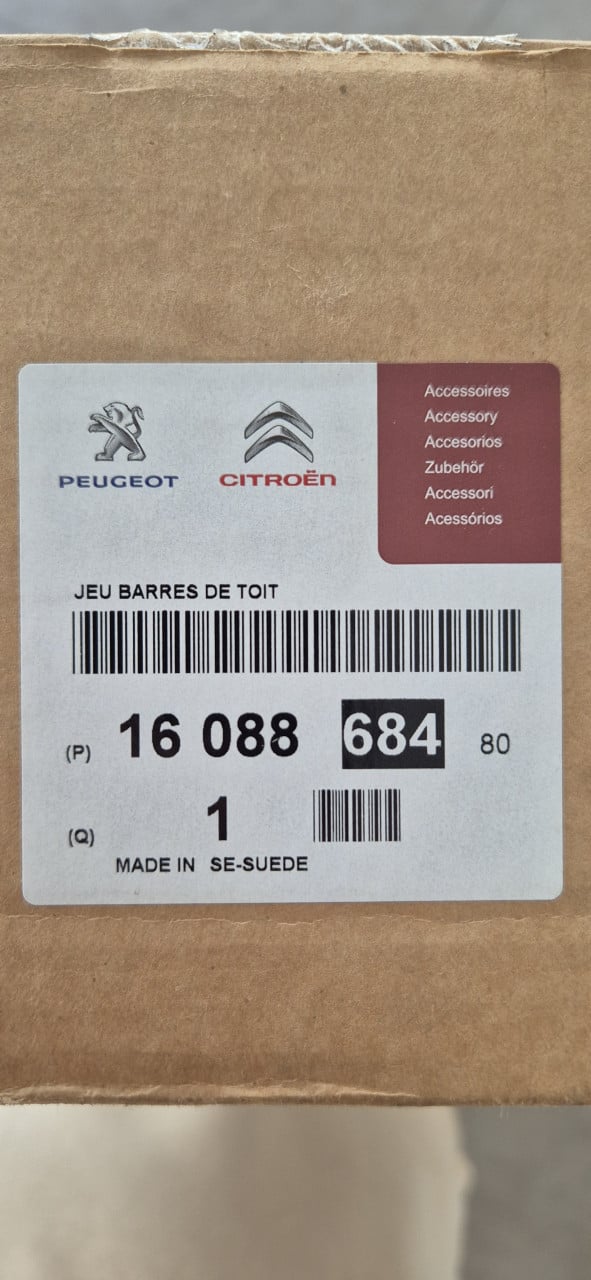 PEUGEOT
CITROËN
Accessoires
Accessory
Accesorios
Zubehör
Accessori
Acessórios
JEU BARRES DE TOIT
(P) 16 088 684 80
(Q) 1
MADE IN SE-SUEDE